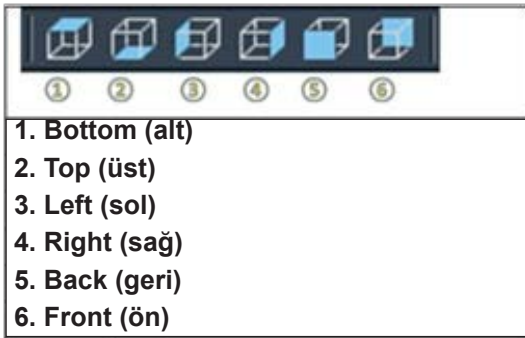 ① ② ③ ④ ⑤ ⑥
1. Bottom (alt)
2. Top (üst)
3. Left (sol)
4. Right (sağ)
5. Back (geri)
6. Front (ön)